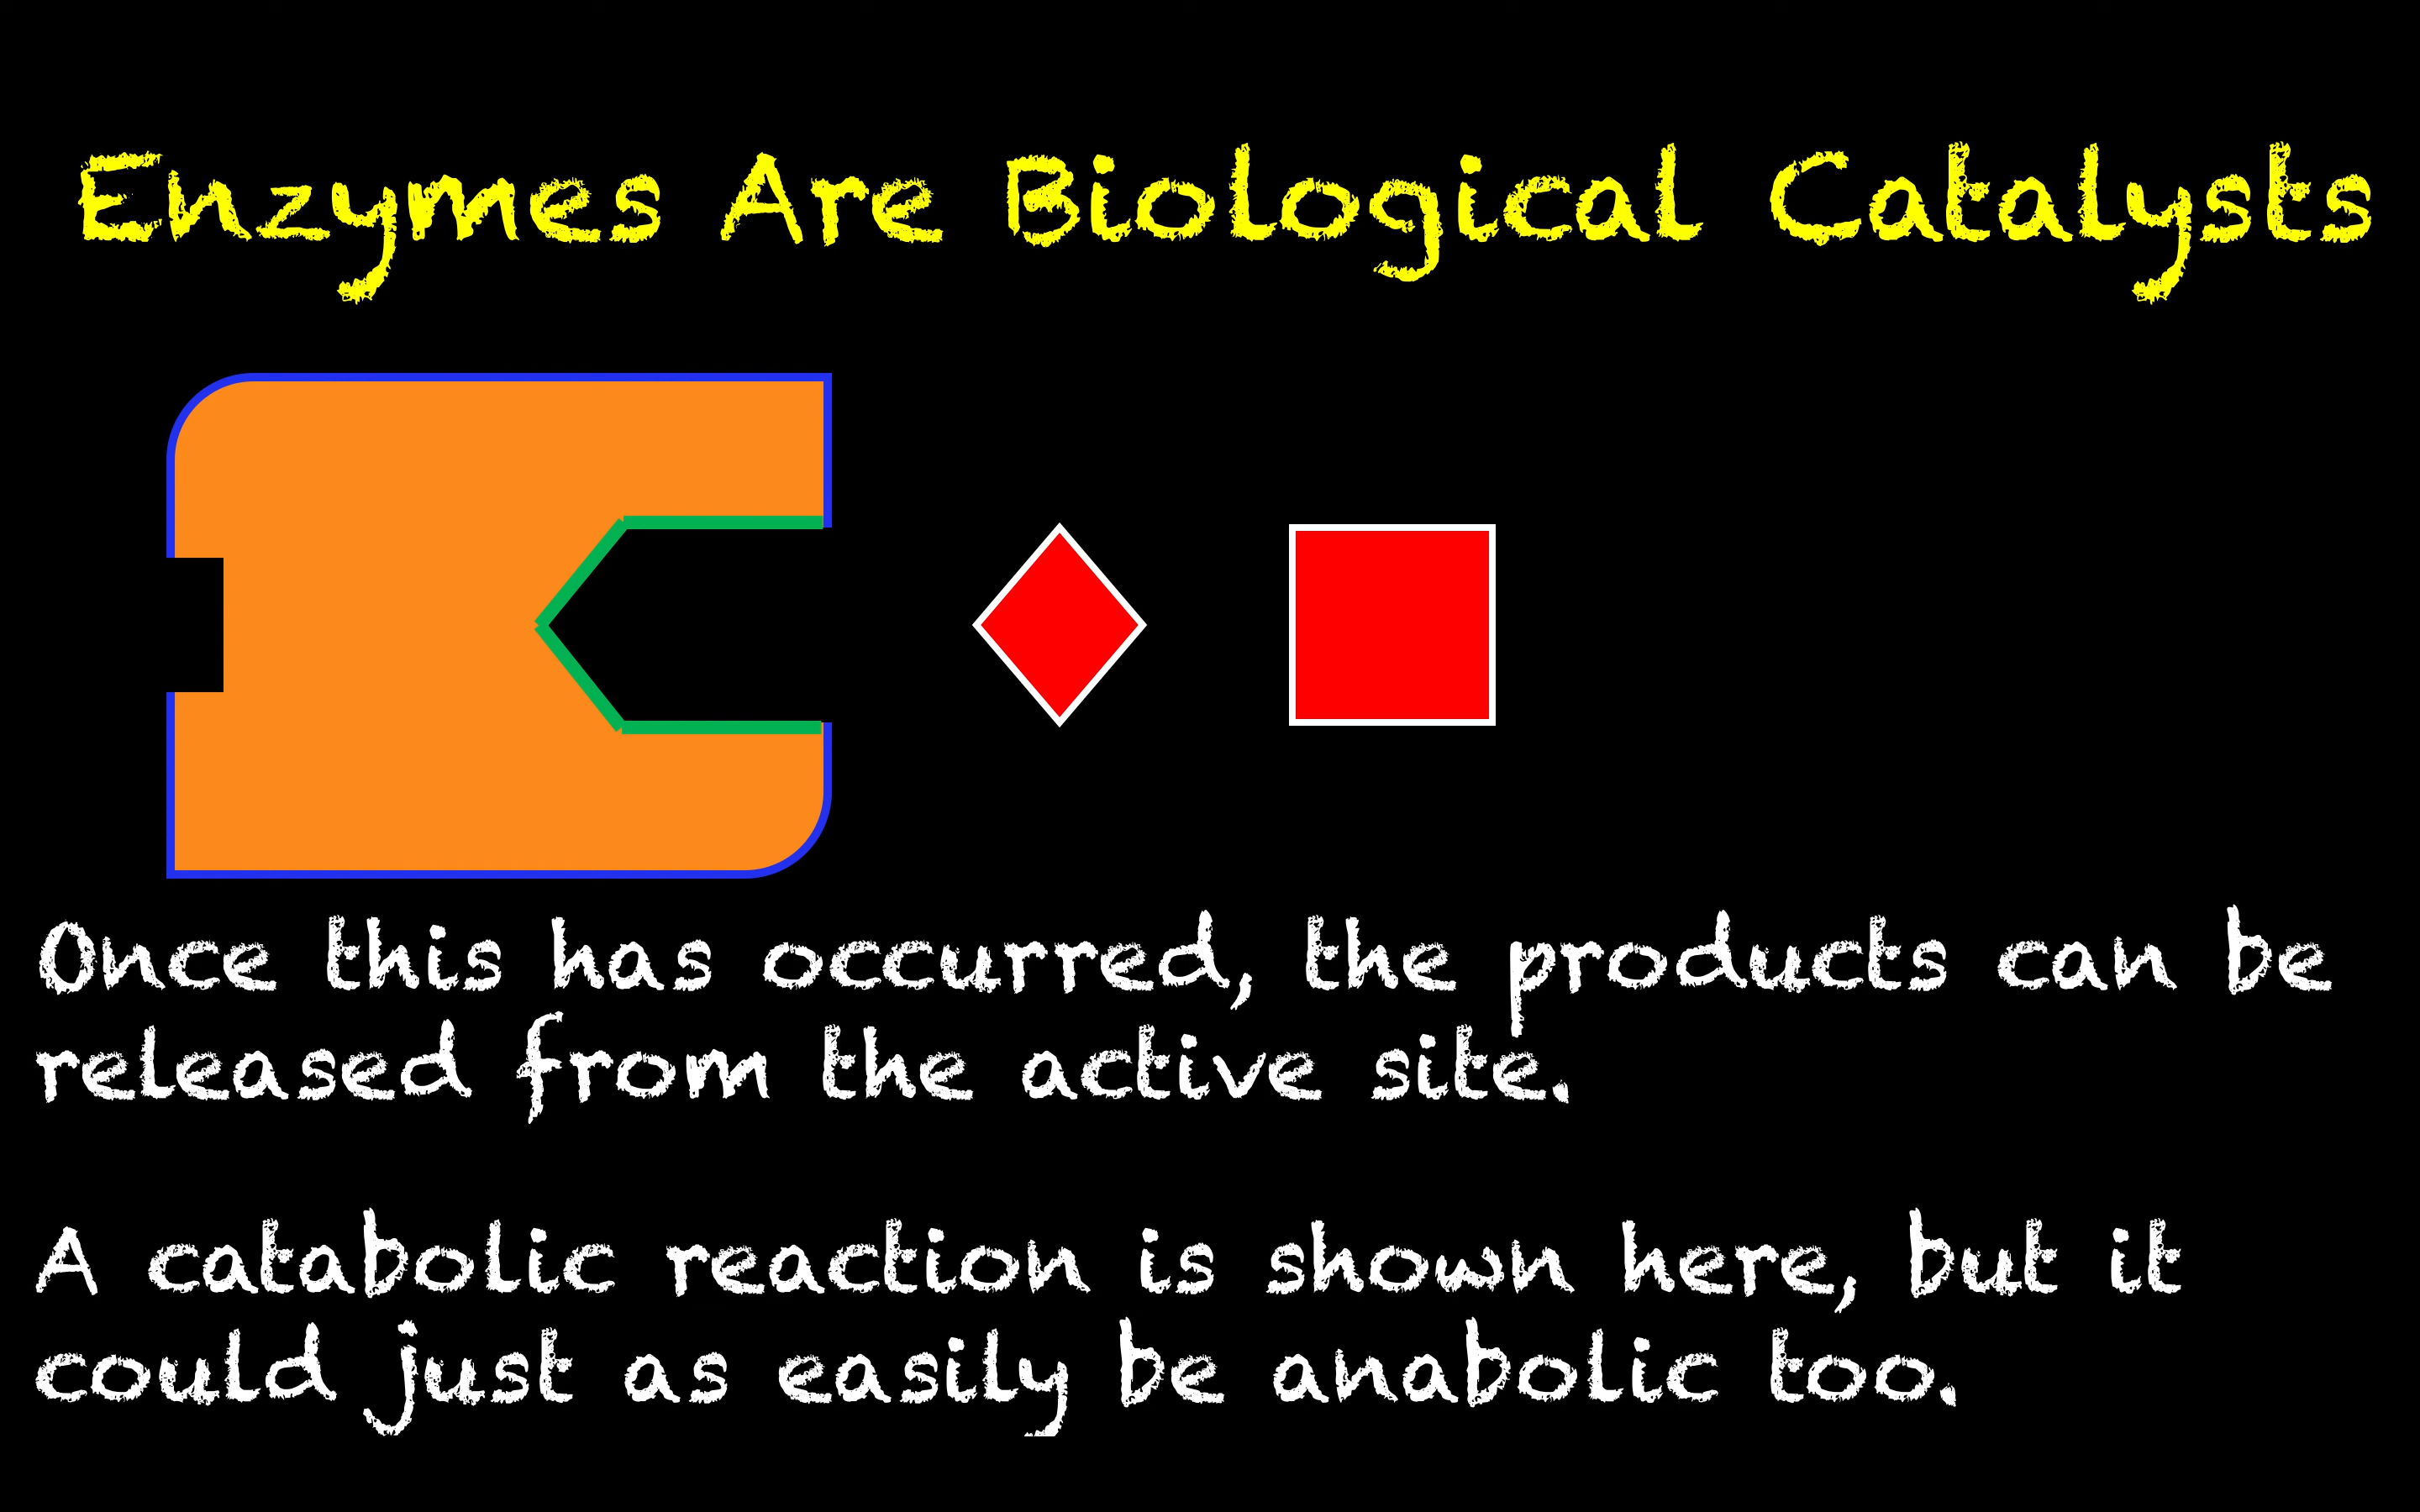 Enzymes Are Biological Catalysts
Once this has occurred, the products can be
released from the active site.
A catabolic reaction is shown here, but it
could just as easily be anabolic too.